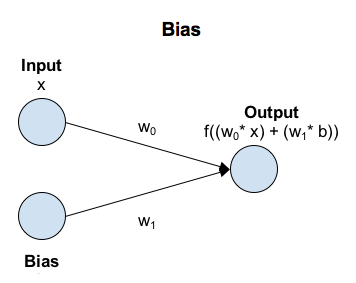 Bias
Input
x
w₀
Output
f((w₀* x) + (w₁* b))
w₁
Bias